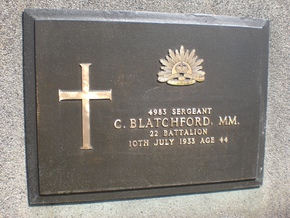 4983 SERGEANT
C. BLATCHFORD. MM.
22 BATTALION
10TH JULY 1933 AGE 44